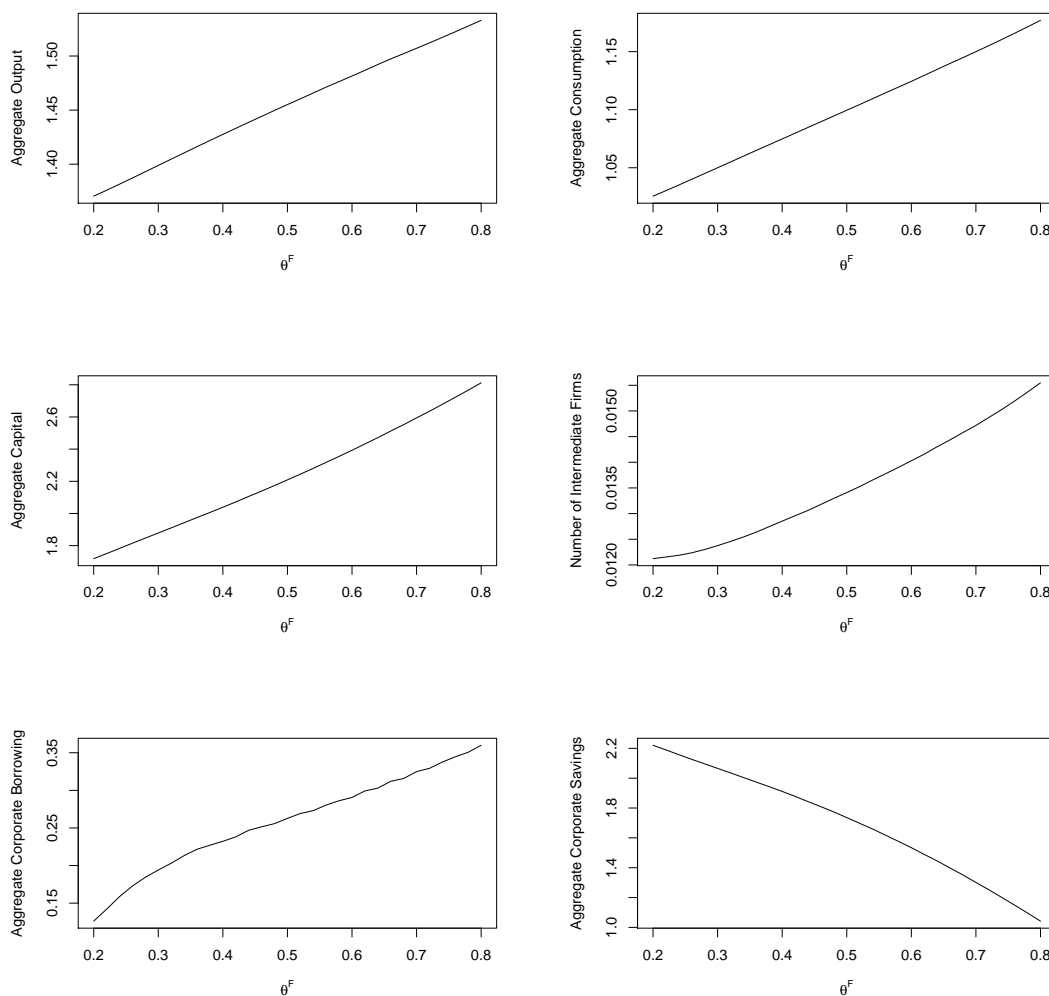 Aggregate Output
1.50
1.45
1.40
0.2 0.3 0.4 0.5 0.6 0.7 0.8
θF
Aggregate Consumption
1.15
1.10
1.05
0.2 0.3 0.4 0.5 0.6 0.7 0.8
θF
Aggregate Capital
2.6
2.2
1.8
0.2 0.3 0.4 0.5 0.6 0.7 0.8
θF
Number of Intermediate Firms
0.0150
0.0135
0.0120
0.2 0.3 0.4 0.5 0.6 0.7 0.8
θF
Aggregate Corporate Borrowing
0.35
0.25
0.15
0.2 0.3 0.4 0.5 0.6 0.7 0.8
θF
Aggregate Corporate Savings
2.2
1.8
1.4
1.0
0.2 0.3 0.4 0.5 0.6 0.7 0.8
θF